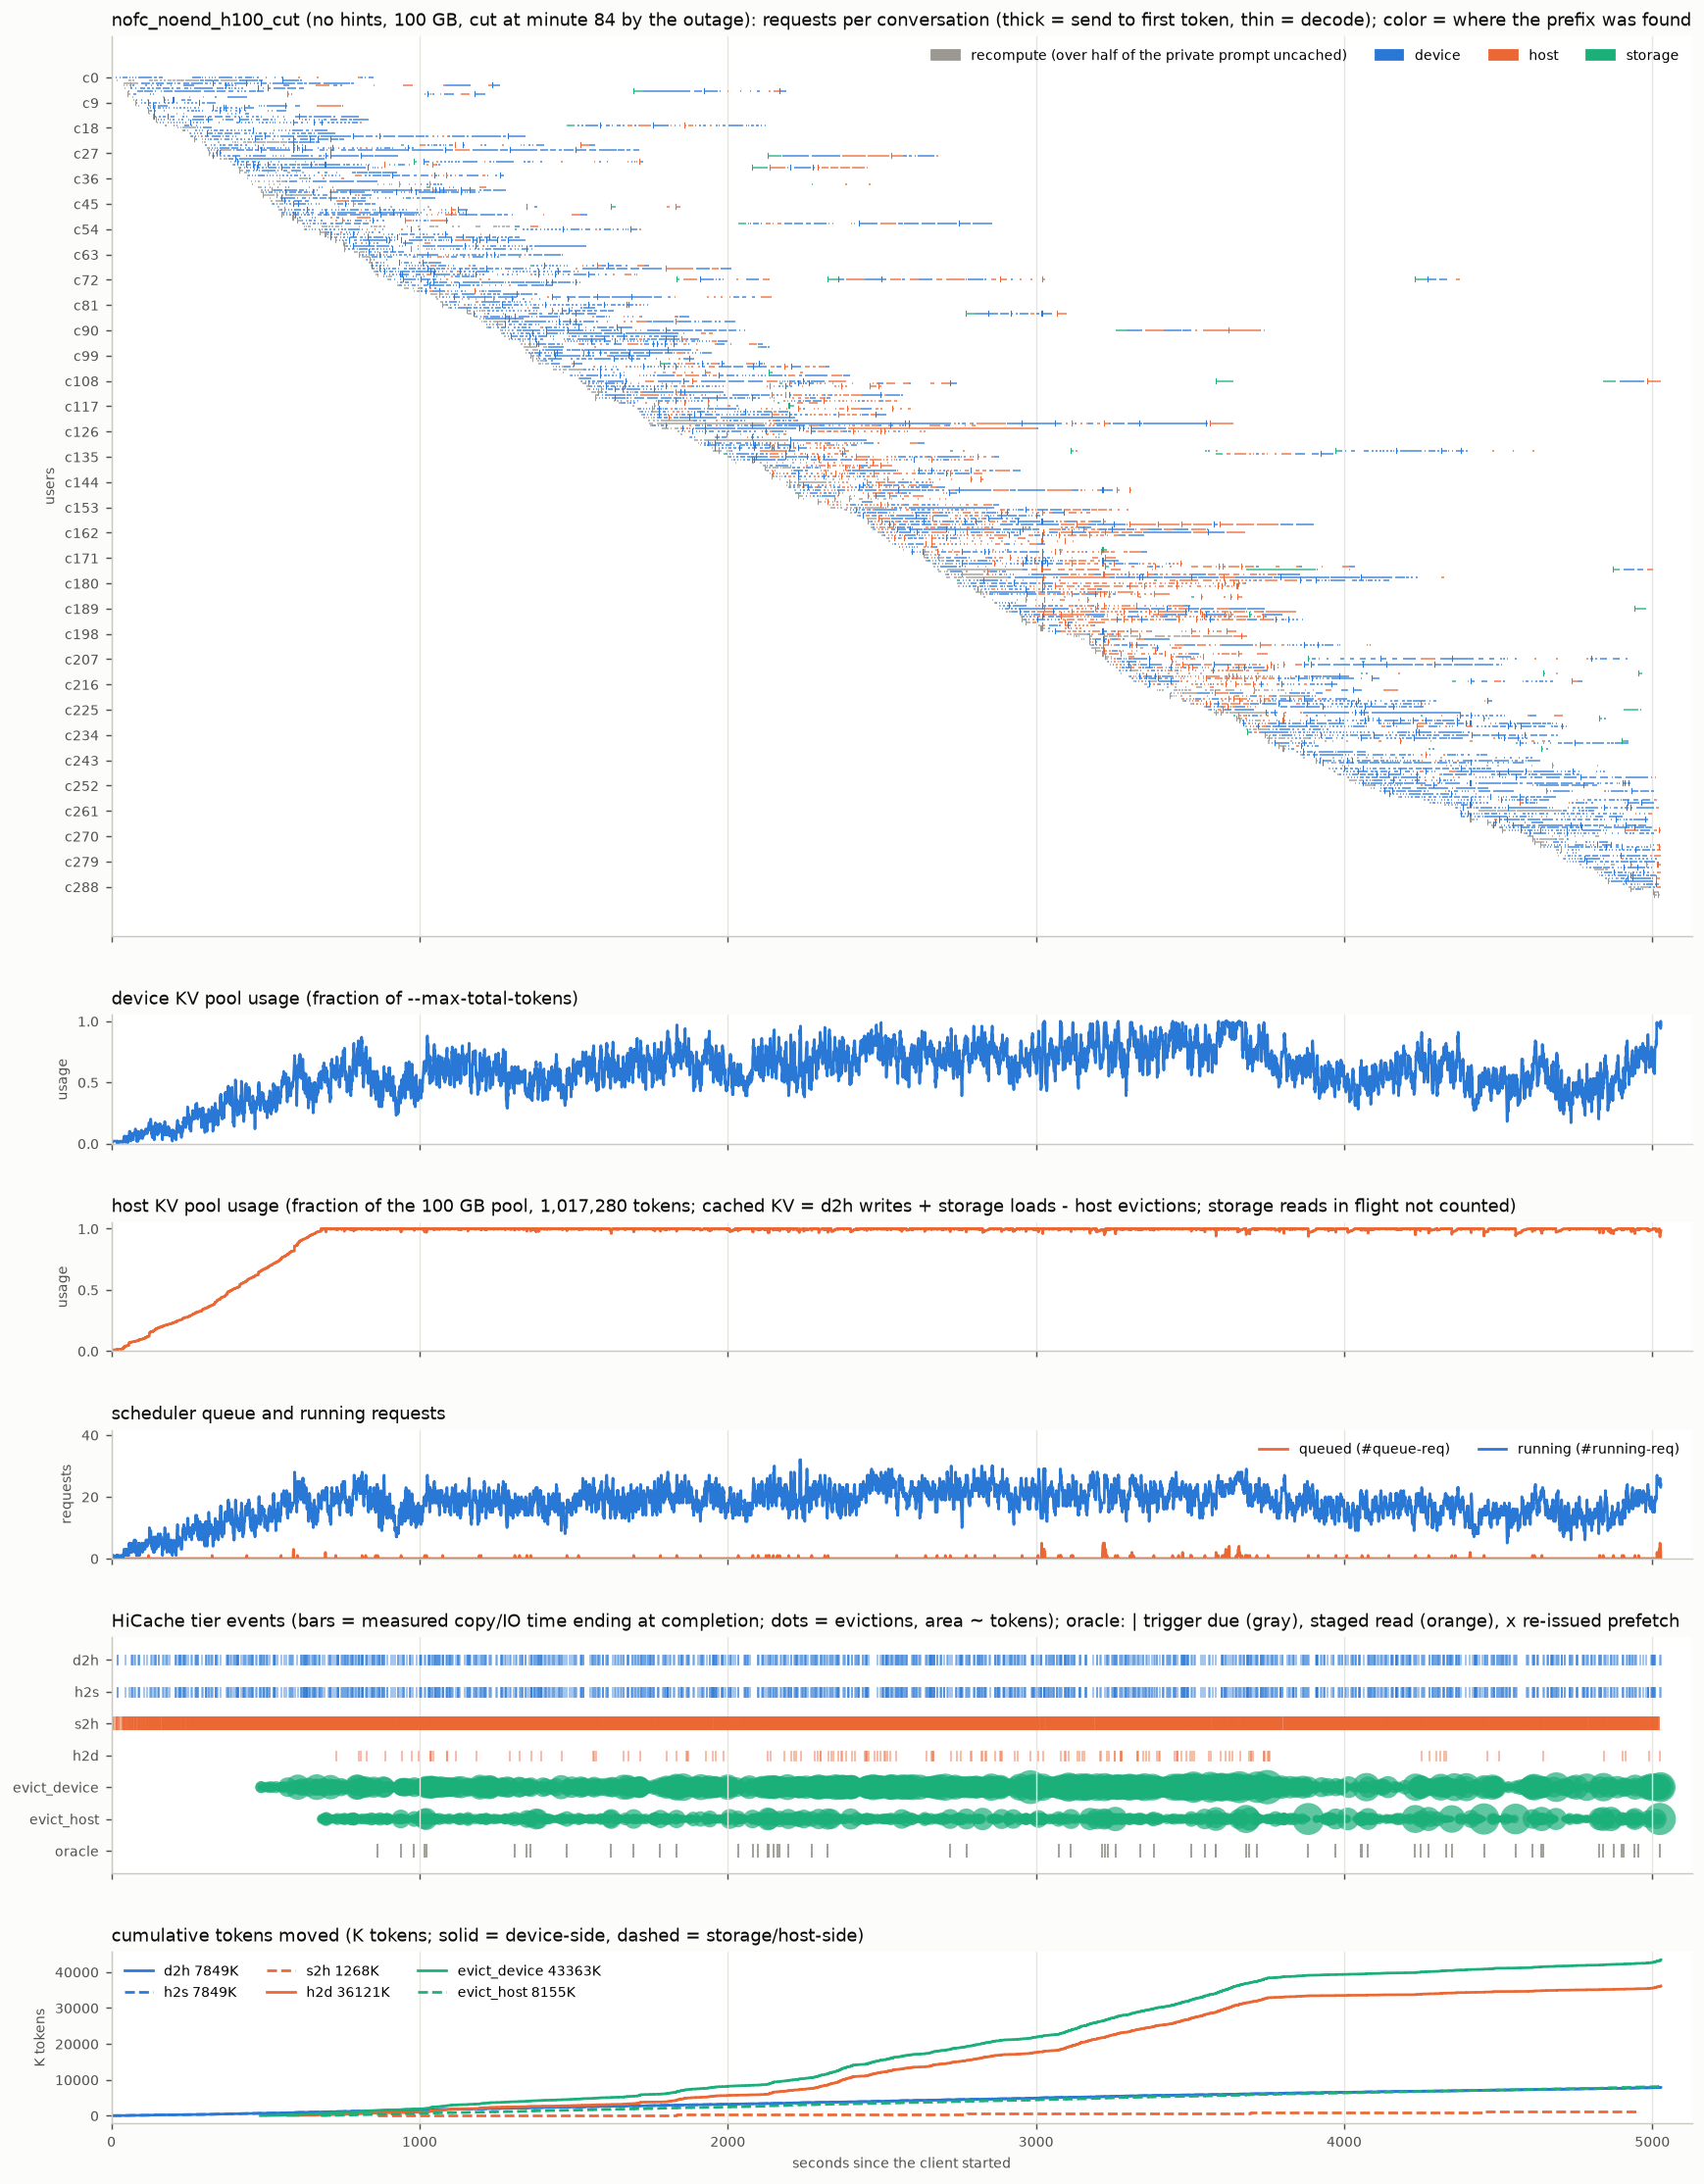 nofc_noend_h100_cut (no hints, 100 GB, cut at minute 84 by the outage): requests per conversation (thick = send to first token, thin = decode); color = where the prefix was found
recompute (over half of the private prompt uncached)
device
host
storage
c0
c9
c18
c27
c36
c45
c54
c63
c72
c81
c90
c99
c108
c117
c126
c135
c144
c153
c162
c171
c180
c189
c198
c207
c216
c225
c234
c243
c252
c261
c270
c279
c288
users
device KV pool usage (fraction of --max-total-tokens)
1.0
0.5
0.0
usage
host KV pool usage (fraction of the 100 GB pool, 1,017,280 tokens; cached KV = d2h writes + storage loads - host evictions; storage reads in flight not counted)
1.0
0.5
0.0
usage
scheduler queue and running requests
queued (#queue-req)
running (#running-req)
40
20
0
requests
HiCache tier events (bars = measured copy/IO time ending at completion; dots = evictions, area ~ tokens); oracle: | trigger due (gray), staged read (orange), x re-issued prefetch
d2h
h2s
s2h
h2d
evict_device
evict_host
oracle
cumulative tokens moved (K tokens; solid = device-side, dashed = storage/host-side)
d2h 7849K
s2h 1268K
evict_device 43363K
h2s 7849K
h2d 36121K
evict_host 8155K
40000
30000
20000
10000
0
K tokens
0
1000
2000
3000
4000
5000
seconds since the client started